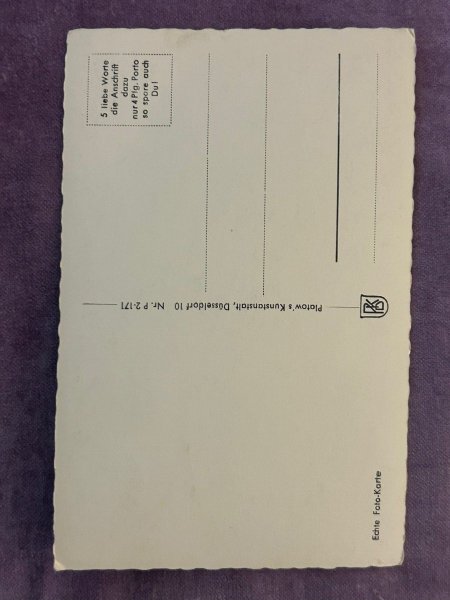 5 liebe Worte
die Anschrift
dazu
nur 4 Pfg. Porto
so spare auch
Du!
Platow's Kunstanstalt, Düsseldorf 10 Nr. P 2-171
Echte Foto-Karte